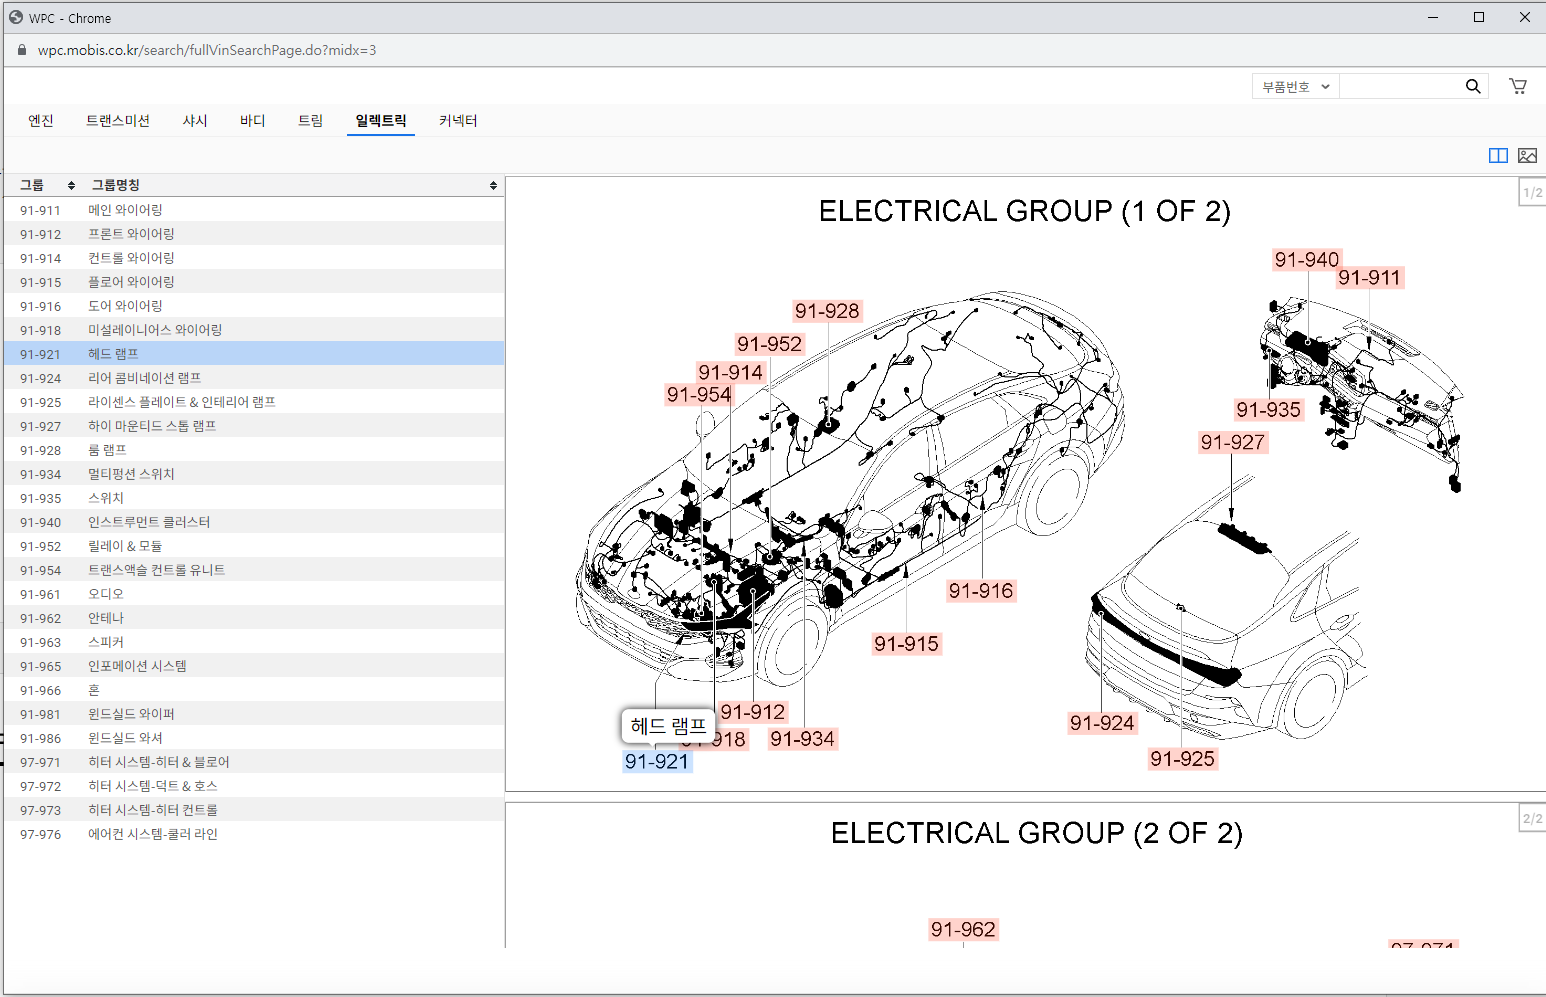 WPC - Chrome
wpc.mobis.co.kr/search/fullVinSearchPage.do?midx=3
부품번호
엔진 트랜스미션 샤시 바디 트림 일렉트릭 커넥터
그룹 그룹명칭
91-911 메인 와이어링
91-912 프론트 와이어링
91-914 컨트롤 와이어링
91-915 플로어 와이어링
91-916 도어 와이어링
91-918 미설레이니어스 와이어링
91-921 헤드 램프
91-924 리어 콤비네이션 램프
91-925 라이센스 플레이트 & 인테리어 램프
91-927 하이 마운티드 스톱 램프
91-928 룸 램프
91-934 멀티펑션 스위치
91-935 스위치
91-940 인스트루먼트 클러스터
91-952 릴레이 & 모듈
91-954 트랜스액슬 컨트롤 유니트
91-961 오디오
91-962 안테나
91-963 스피커
91-965 인포메이션 시스템
91-966 혼
91-981 윈드실드 와이퍼
91-986 윈드실드 와셔
97-971 히터 시스템-히터 & 블로어
97-972 히터 시스템-덕트 & 호스
97-973 히터 시스템-히터 컨트롤
97-976 에어컨 시스템-쿨러 라인
1/2
ELECTRICAL GROUP (1 OF 2)
91-940
91-911
91-928
91-952
91-914
91-954
91-935
91-927
91-916
91-915
91-912
헤드 램프
91-918
91-934
91-921
91-924
91-925
2/2
ELECTRICAL GROUP (2 OF 2)
91-962
97-971